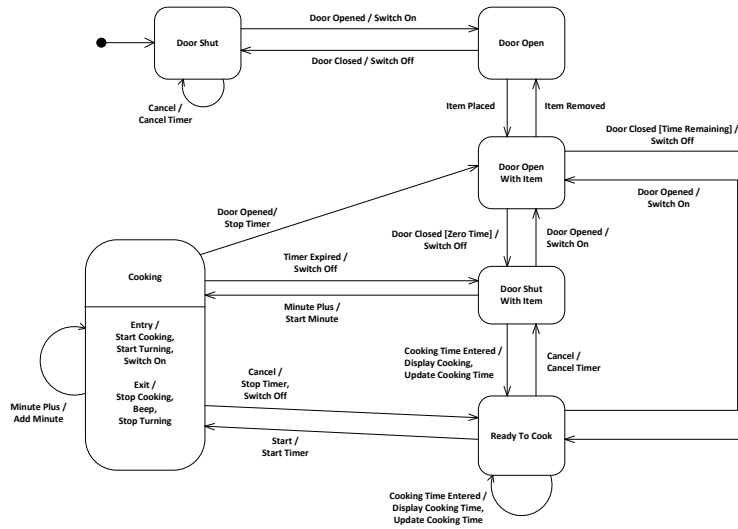 Door Opened / Switch On
Door Shut
Door Open
Door Closed / Switch Off
Cancel /
Cancel Timer
Item Placed
Item Removed
Door Closed [Time Remaining] /
Switch Off
Door Open
With Item
Door Opened /
Switch On
Door Opened/
Stop Timer
Door Closed [Zero Time] /
Switch Off
Door Opened /
Switch On
Timer Expired /
Switch Off
Cooking
Door Shut
With Item
Minute Plus /
Start Minute
Entry /
Start Cooking,
Start Turning,
Switch On
Exit /
Stop Cooking,
Beep,
Stop Turning
Minute Plus /
Add Minute
Cooking Time Entered /
Display Cooking,
Update Cooking Time
Cancel /
Cancel Timer
Cancel /
Stop Timer,
Switch Off
Start /
Start Timer
Ready To Cook
Cooking Time Entered /
Display Cooking Time,
Update Cooking Time